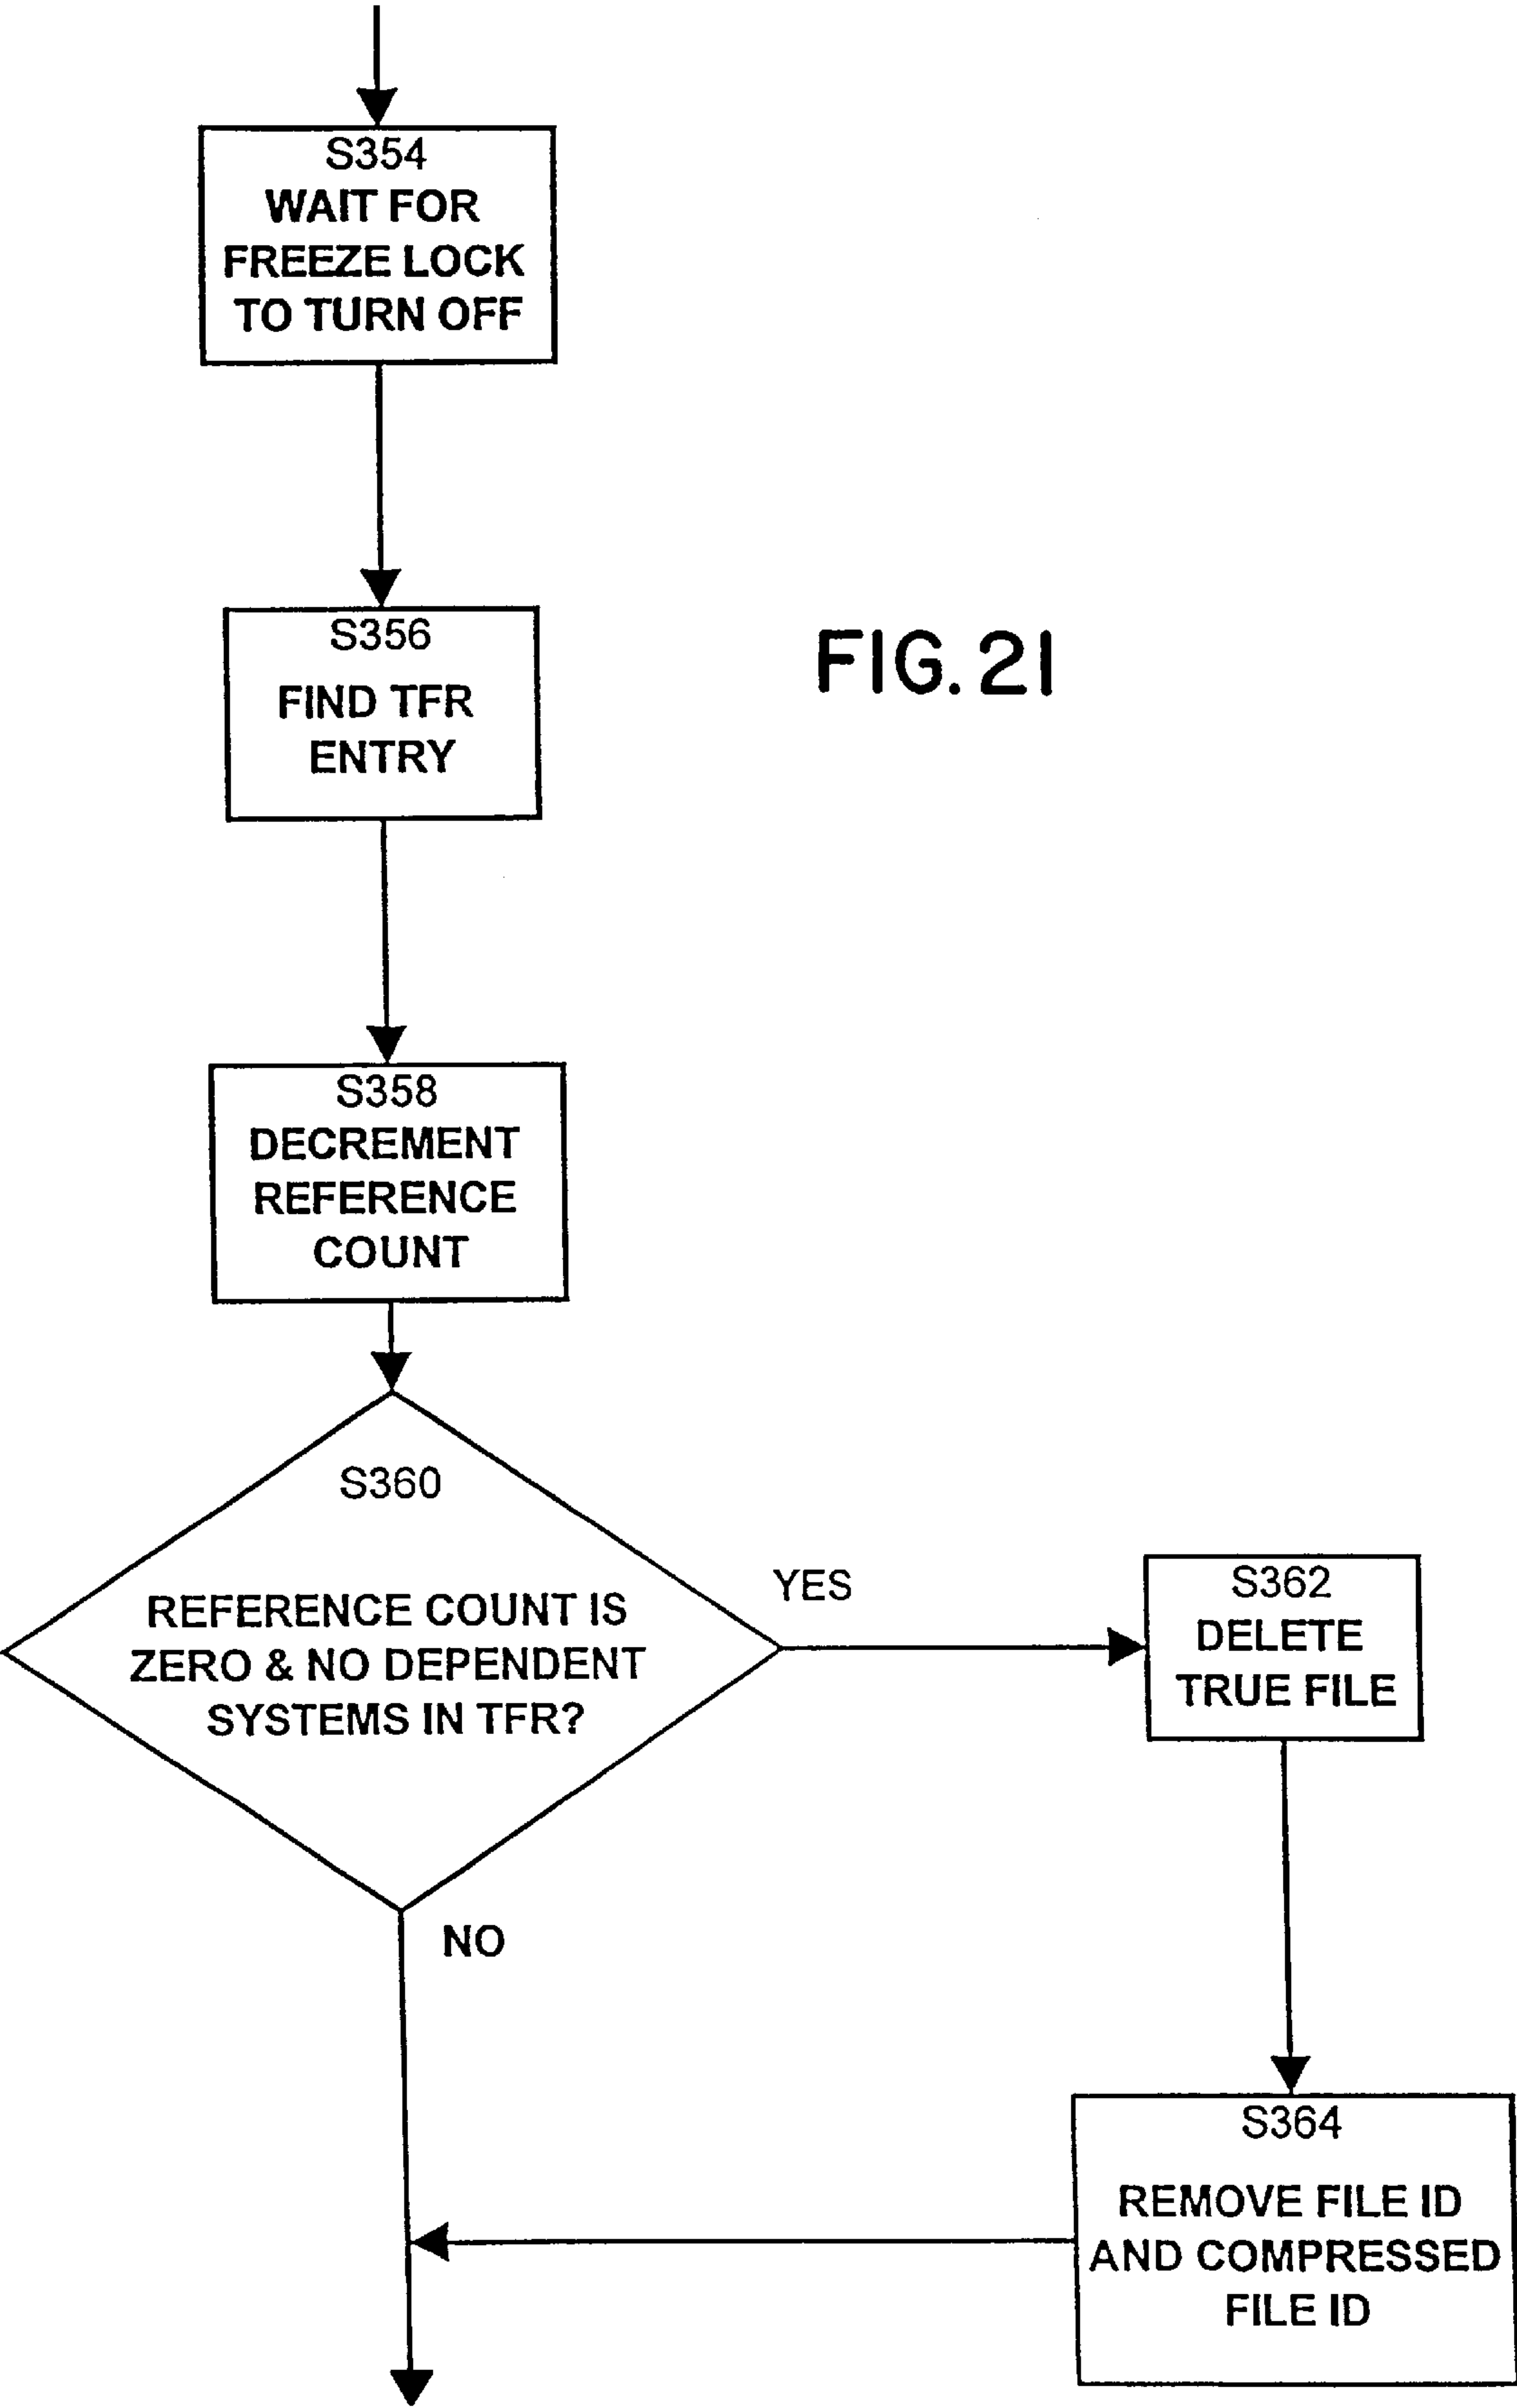 S354
WAIT FOR
FREEZE LOCK
TO TURN OFF
S356
FIND TFR
ENTRY
FIG. 21
S358
DECREMENT
REFERENCE
COUNT
S360
REFERENCE COUNT IS
ZERO & NO DEPENDENT
SYSTEMS IN TFR?
YES
S362
DELETE
TRUE FILE
NO
S364
REMOVE FILE ID
AND COMPRESSED
FILE ID